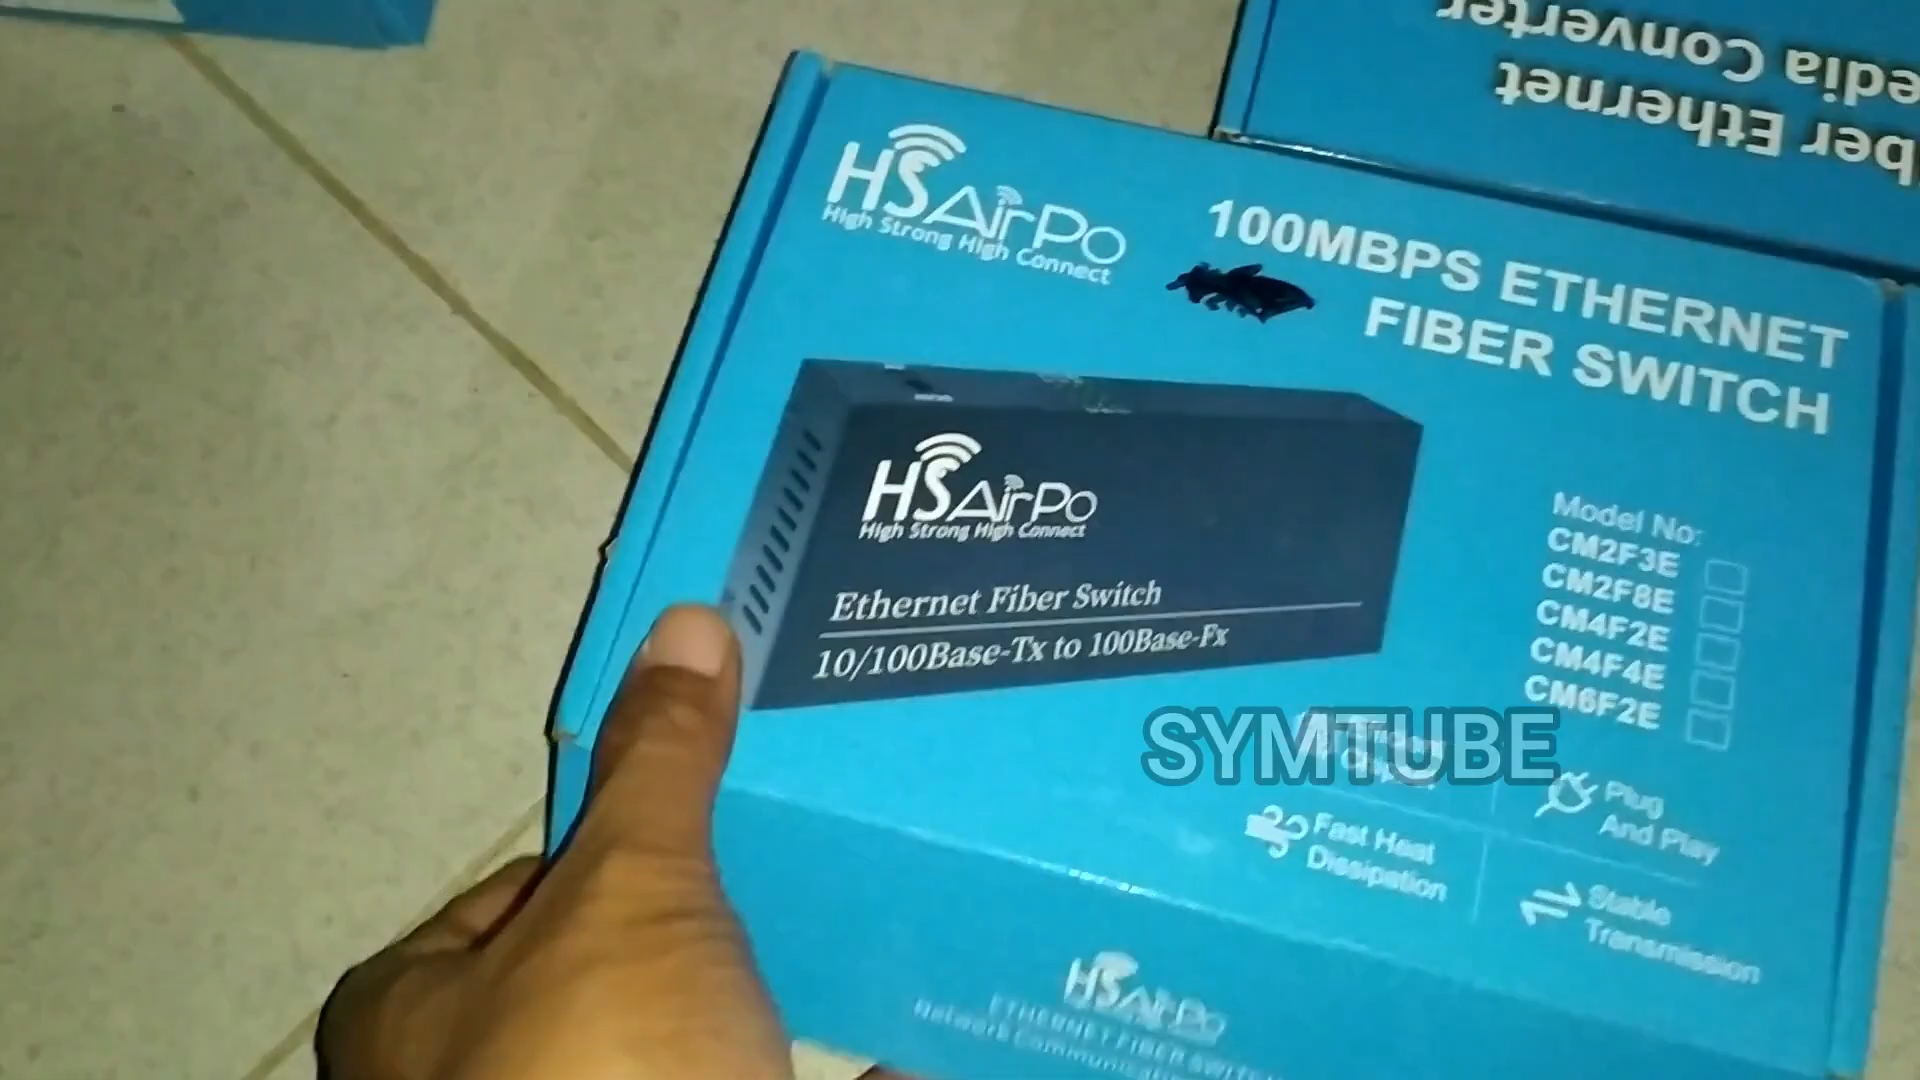 ber Ethernet
edia Converter
HSAirPo
High Strong High Connect
100MBPS ETHERNET
FIBER SWITCH
HSAirPo
High Strong High Connect
Ethernet Fiber Switch
10/100Base-Tx to 100Base-Fx
Model No:
CM2F3E
CM2F8E
CM4F2E
CM4F4E
CM6F2E
SYMTUBE
Plug
And Play
Fast Heat
Dissipation
Stable
Transmission
HSAirPo
ETHERNET FIBER SWITCH
Network